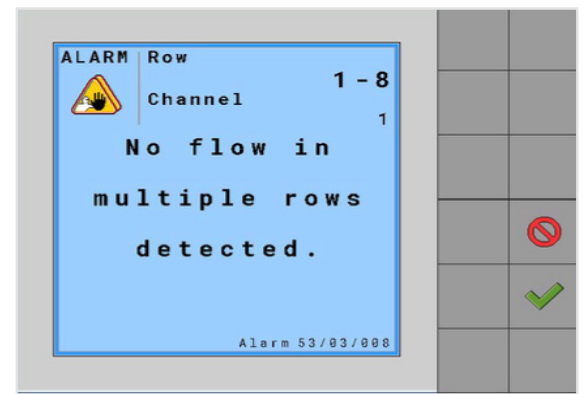 ALARM Row
1-8
Channel
1
No flow in
multiple rows
detected.
Alarm 53/03/008